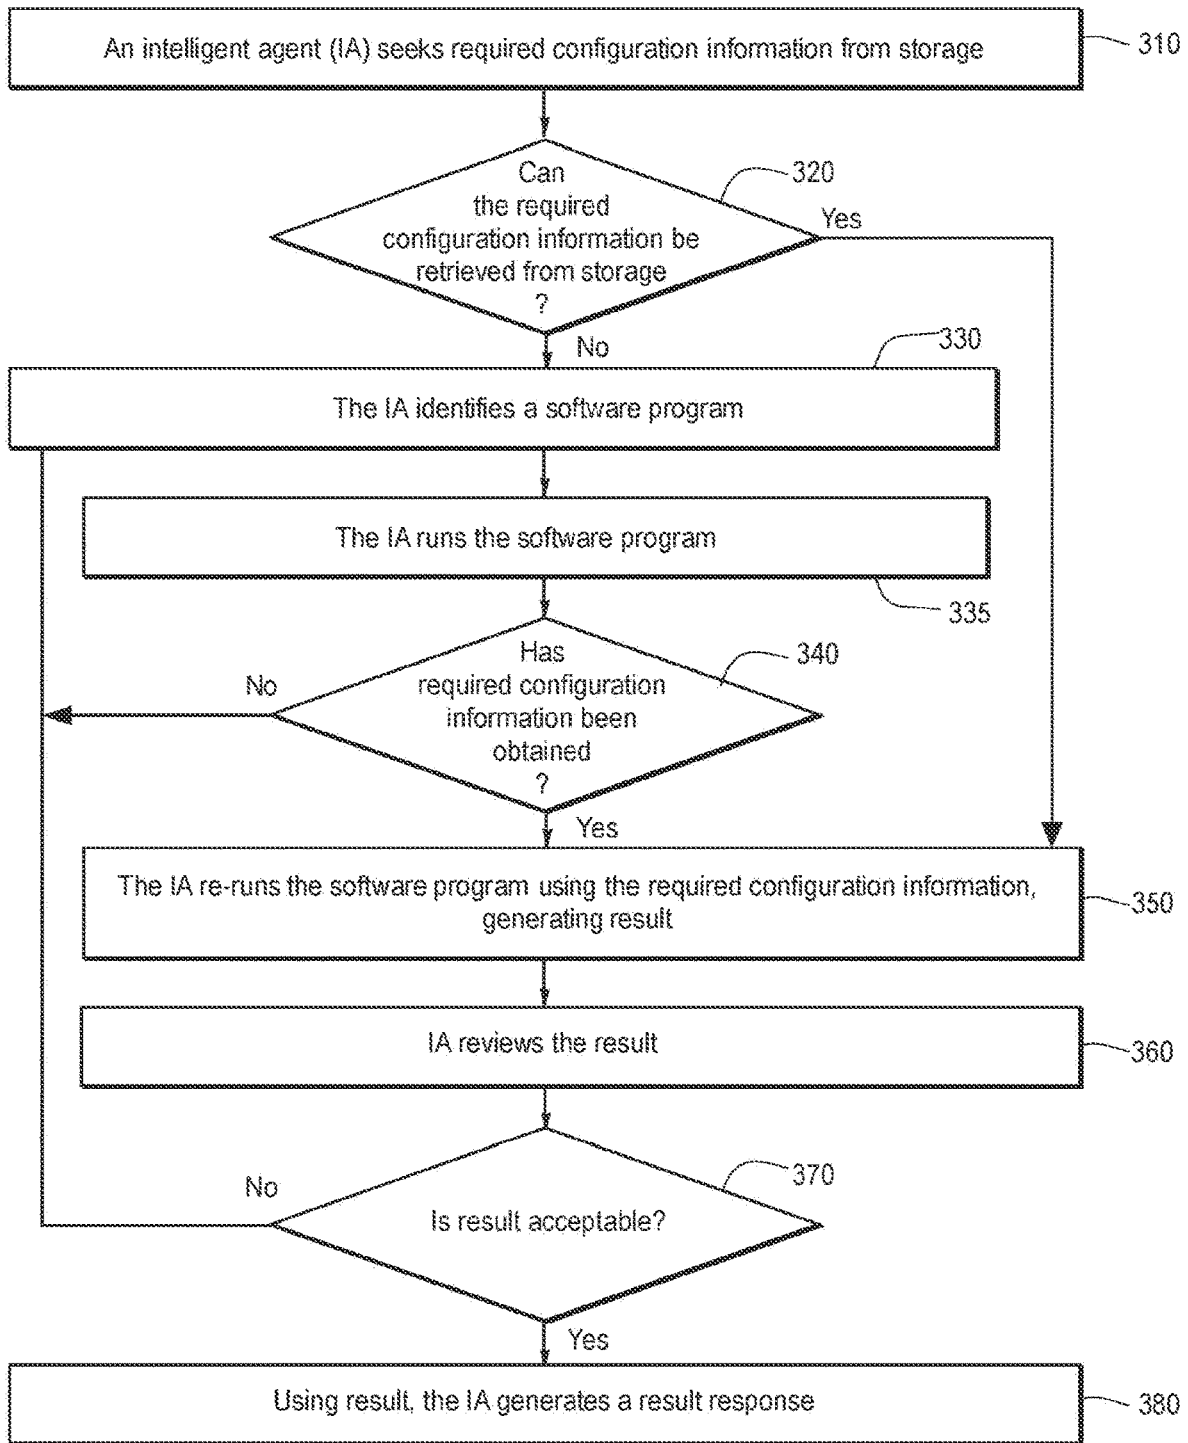 An intelligent agent (IA) seeks required configuration information from storage
310
Can
the required
configuration information be
retrieved from storage
?
320
Yes
No
330
The IA identifies a software program
The IA runs the software program
335
Has
required configuration
information been
obtained
?
340
No
Yes
The IA re-runs the software program using the required configuration information,
generating result
350
IA reviews the result
360
Is result acceptable?
370
No
Yes
Using result, the IA generates a result response
380